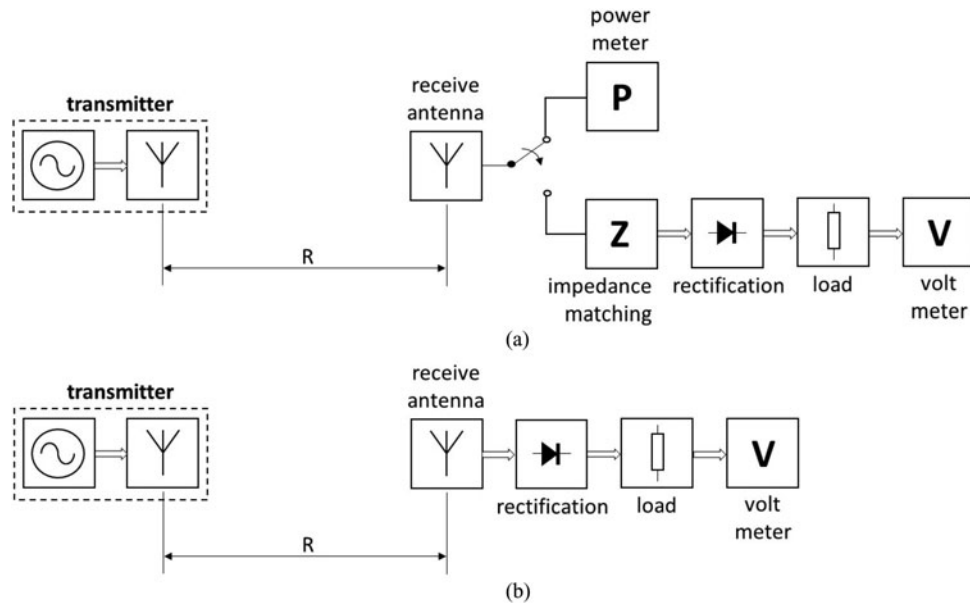 power
meter
receive
antenna
P
transmitter
R
Z
V
impedance
matching
rectification
load
volt
meter
(a)
receive
antenna
transmitter
V
rectification
load
volt
meter
R
(b)